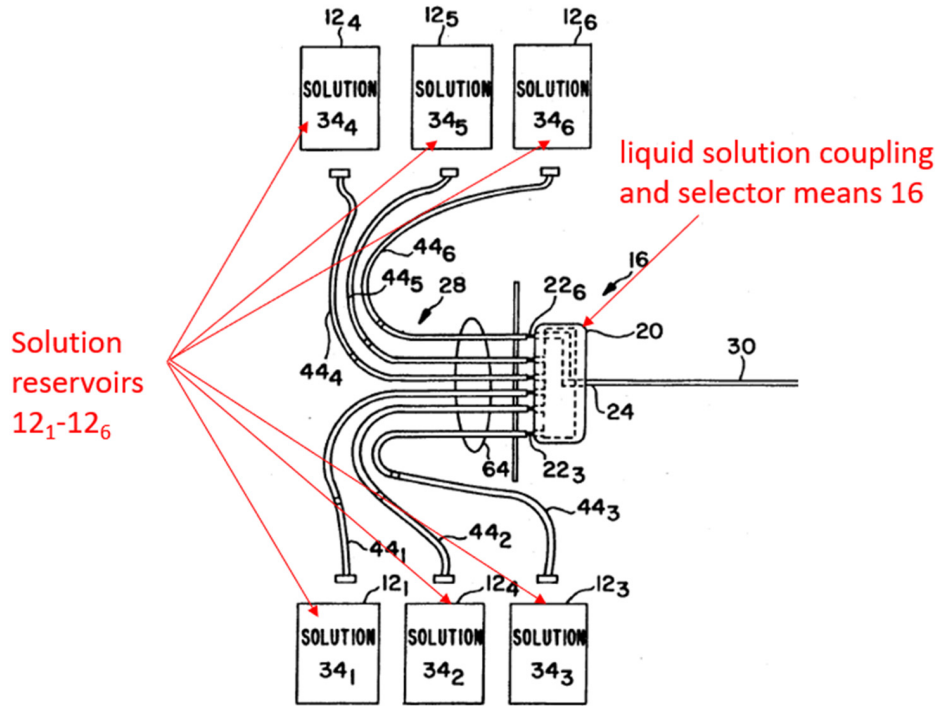 12₄ 12₅ 12₆
SOLUTION SOLUTION SOLUTION
34₄ 34₅ 34₆
liquid solution coupling
and selector means 16
44₆
16
44₅ 28 22₆
20
Solution
reservoirs
12₁-12₆
44₄
30
24
64 22₃
44₃
44₂
44₁
12₁ 12₄ 12₃
SOLUTION SOLUTION SOLUTION
34₁ 34₂ 34₃